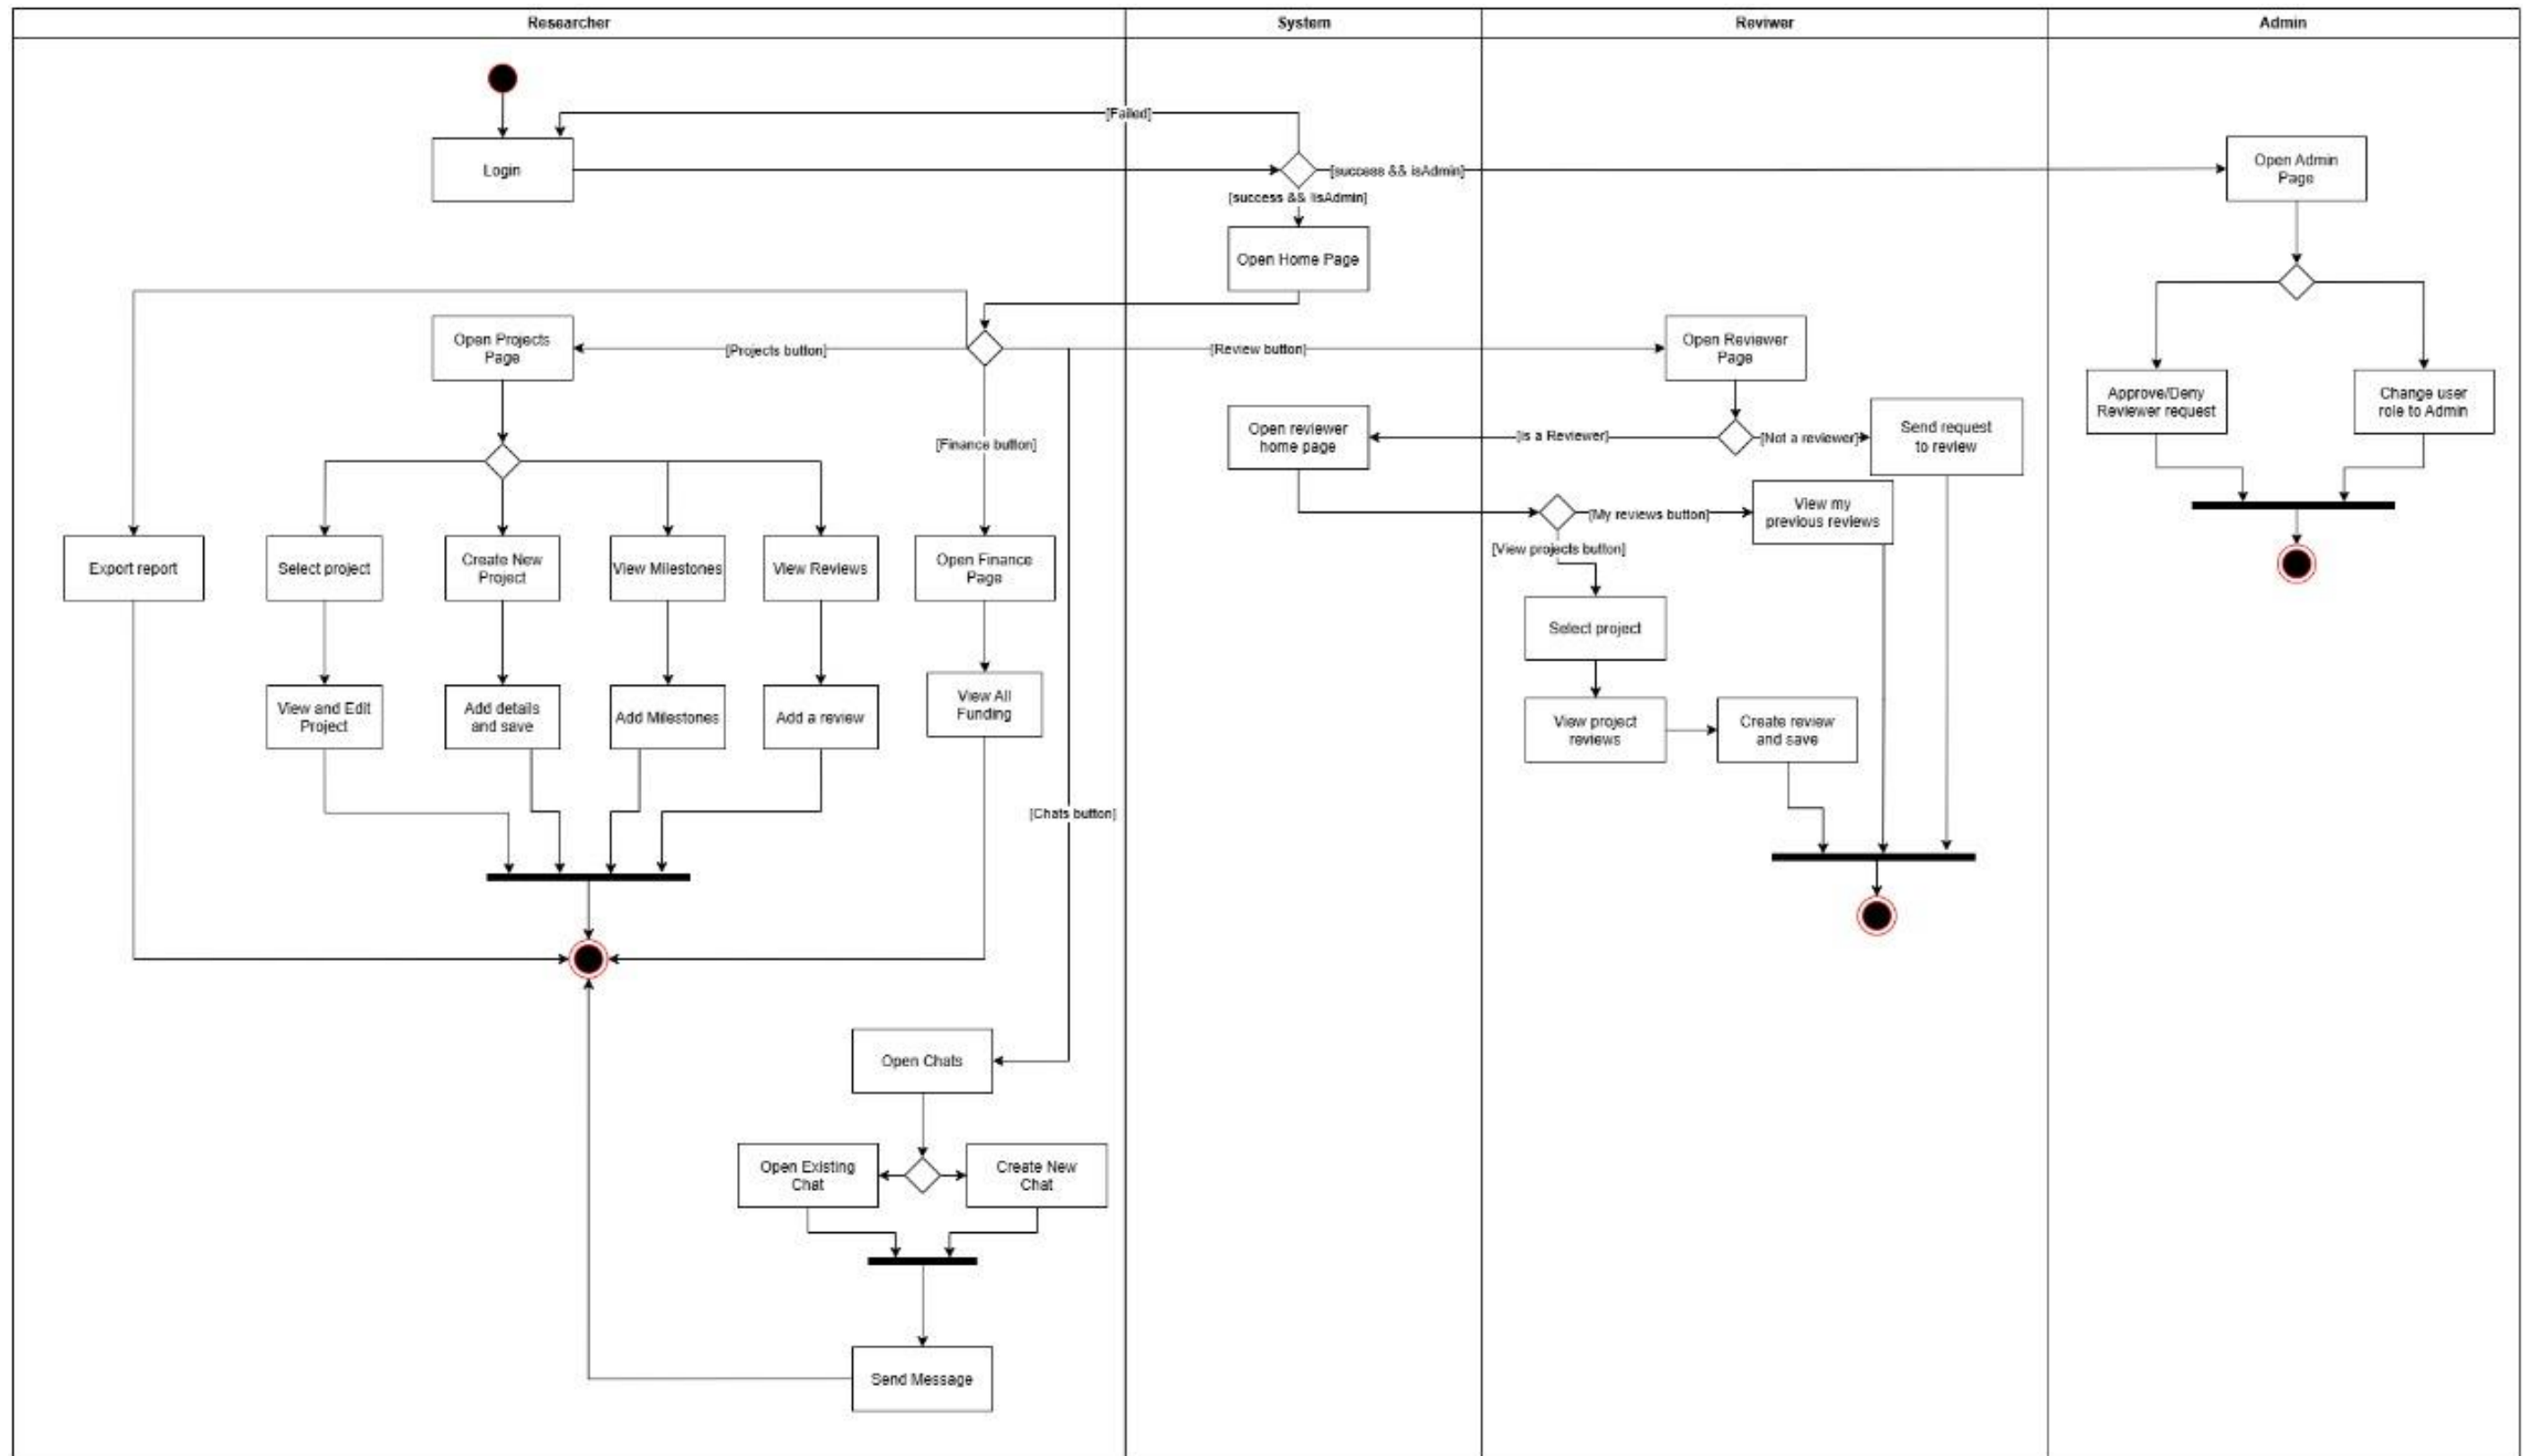 Researcher
System
Reviwer
Admin
[Failed]
Login
[success && isAdmin]
Open Admin
Page
[success && !isAdmin]
Open Home Page
Open Projects
Page
[Projects button]
[Review button]
Open Reviewer
Page
Approve/Deny
Reviewer request
Change user
role to Admin
[Finance button]
Open reviewer
home page
[is a Reviewer]
[Not a reviewer]
Send request
to review
[My reviews button]
View my
previous reviews
[View projects button]
Export report
Select project
Create New
Project
View Milestones
View Reviews
Open Finance
Page
Select project
View and Edit
Project
Add details
and save
Add Milestones
Add a review
View All
Funding
View project
reviews
Create review
and save
[Chats button]
Open Chats
Open Existing
Chat
Create New
Chat
Send Message